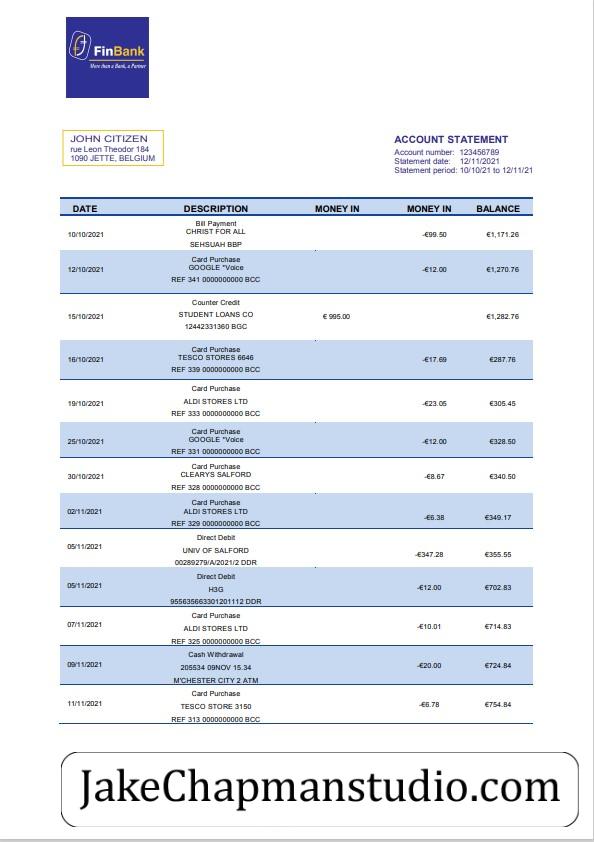 FinBank
More than a Bank, a Partner
JOHN CITIZEN
rue Leon Theodor 184
1090 JETTE, BELGIUM
ACCOUNT STATEMENT
Account number: 123456789
Statement date: 12/11/2021
Statement period: 10/10/21 to 12/11/21
DATE DESCRIPTION MONEY IN MONEY IN BALANCE
Bill Payment
CHRIST FOR ALL
10/10/2021 -€99.50 €1,171.26
SEHSUAH BBP
Card Purchase
GOOGLE "Voice
12/10/2021 -€12.00 €1,270.76
REF 341 0000000000 BCC
Counter Credit
15/10/2021 STUDENT LOANS CO € 995.00 €1,282.76
12442331360 BGC
Card Purchase
16/10/2021 TESCO STORES 6646 -€17.69 €287.76
REF 339 0000000000 BCC
Card Purchase
19/10/2021 ALDI STORES LTD -€23.05 €305.45
REF 333 0000000000 BCC
Card Purchase
25/10/2021 GOOGLE "Voice -€12.00 €328.50
REF 331 0000000000 BCC
Card Purchase
30/10/2021 CLEARYS SALFORD -€8.67 €340.50
REF 328 0000000000 BCC
Card Purchase
02/11/2021 ALDI STORES LTD -€6.38 €349.17
REF 329 0000000000 BCC
Direct Debit
05/11/2021 UNIV OF SALFORD -€347.28 €355.55
00289279/A/2021/2 DDR
Direct Debit
05/11/2021 H3G -€12.00 €702.83
955635663301201112 DDR
Card Purchase
07/11/2021 ALDI STORES LTD -€10.01 €714.83
REF 325 0000000000 BCC
Cash Withdrawal
09/11/2021 205534 09NOV 15.34 -€20.00 €724.84
M'CHESTER CITY 2 ATM
Card Purchase
11/11/2021 TESCO STORE 3150 -€6.78 €754.84
REF 313 0000000000 BCC
JakeChapmanstudio.com